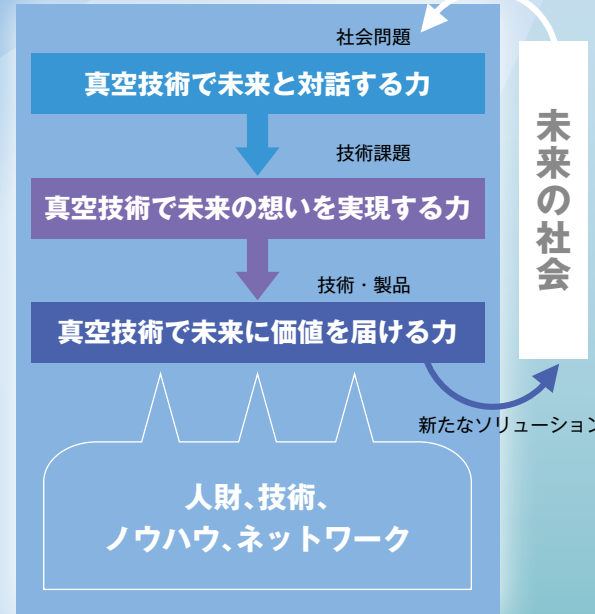 社会問題
真空技術で未来と対話する力
技術課題
真空技術で未来の想いを実現する力
技術・製品
真空技術で未来に価値を届ける力
新たなソリューション
未来の社会
人財、技術、
ノウハウ、ネットワーク